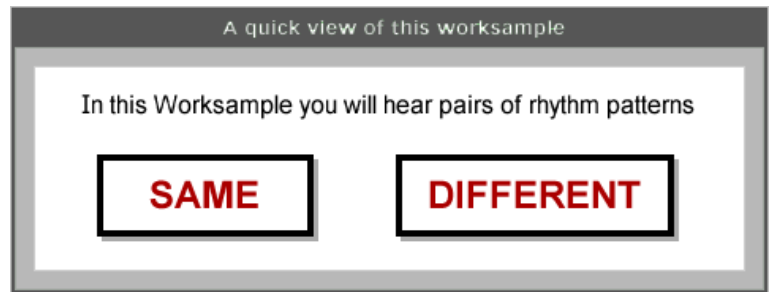 A quick view of this worksample
In this Worksample you will hear pairs of rhythm patterns
SAME DIFFERENT